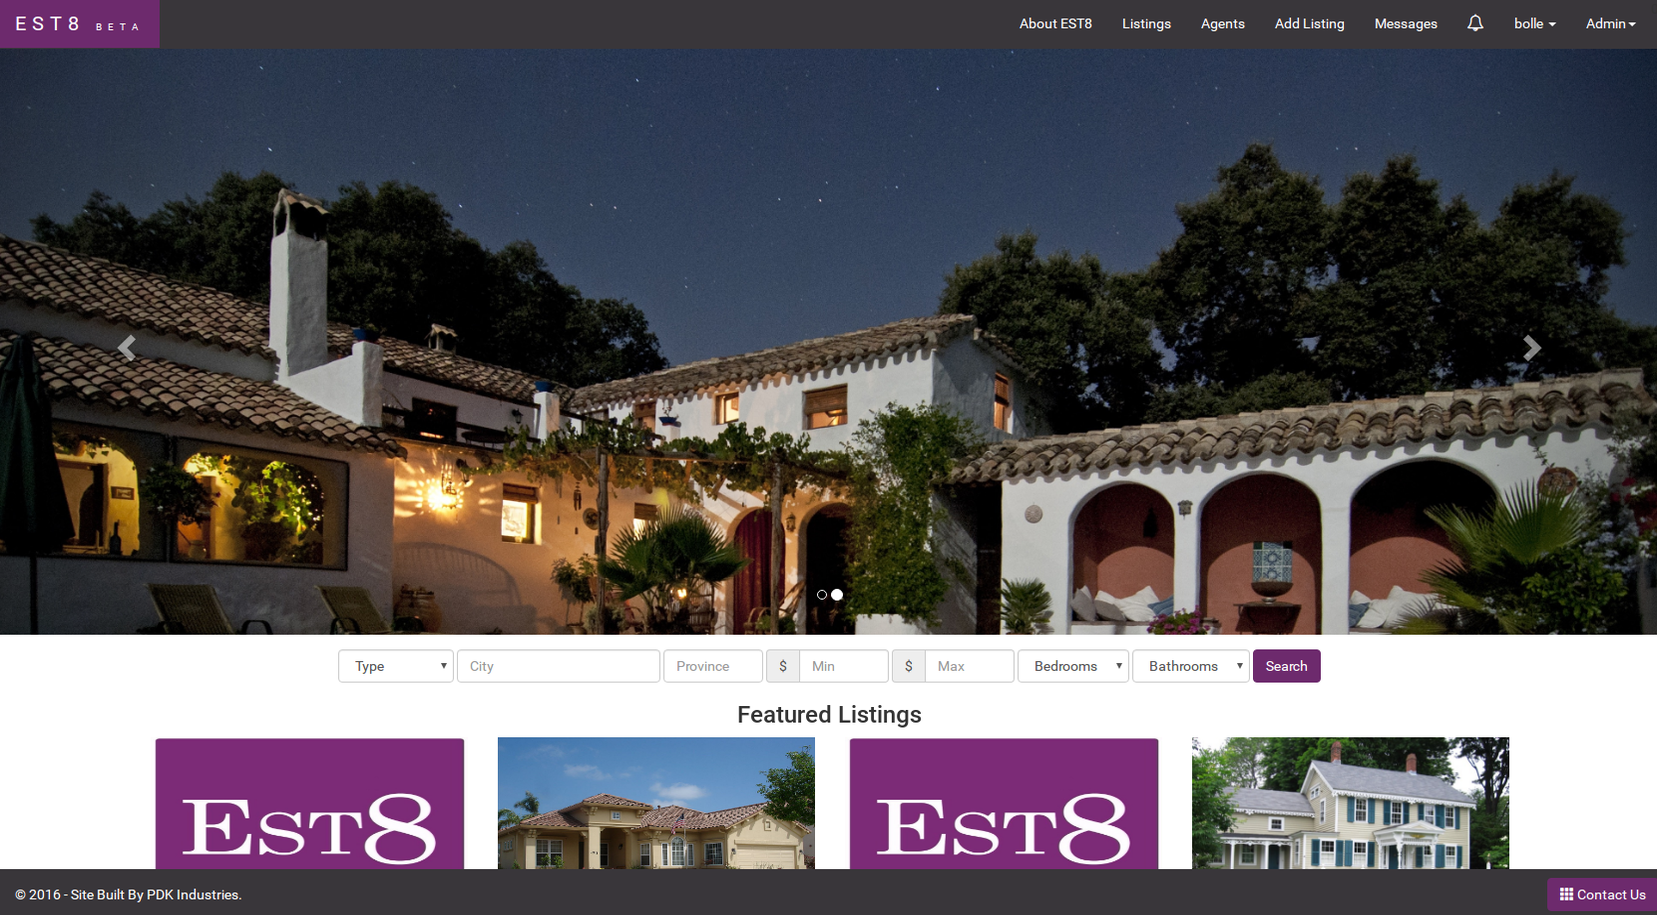 EST8 BETA
About EST8 Listings Agents Add Listing Messages bolle Admin
Type City Province $ Min $ Max Bedrooms Bathrooms Search
Featured Listings
EST8 EST8
© 2016 - Site Built By PDK Industries. Contact Us